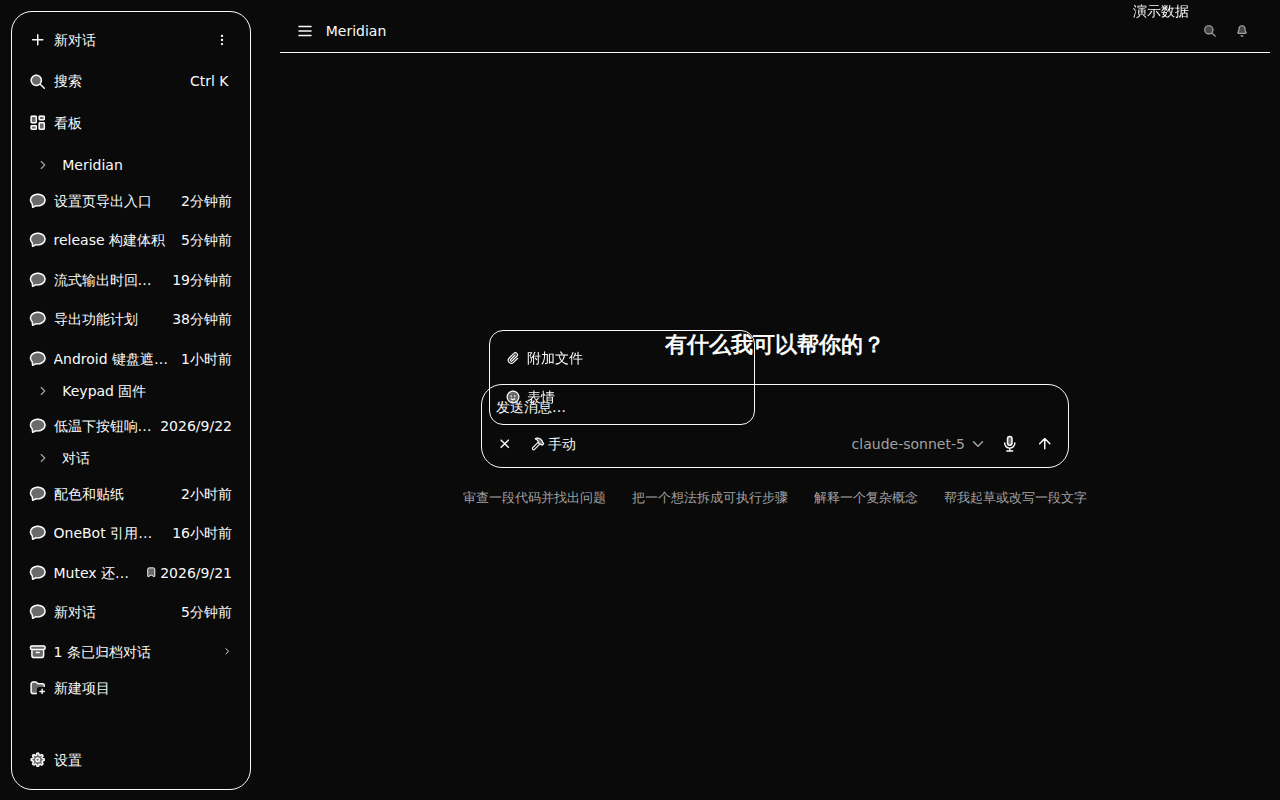 新对话
搜索 Ctrl K
看板
Meridian
设置页导出入口 2分钟前
release 构建体积 5分钟前
流式输出时回… 19分钟前
导出功能计划 38分钟前
Android 键盘遮… 1小时前
Keypad 固件
低温下按钮响… 2026/9/22
对话
配色和贴纸 2小时前
OneBot 引用… 16小时前
Mutex 还… 2026/9/21
新对话 5分钟前
1 条已归档对话
新建项目
设置
Meridian
演示数据
有什么我可以帮你的？
附加文件
表情
发送消息…
手动 claude-sonnet-5
审查一段代码并找出问题 把一个想法拆成可执行步骤 解释一个复杂概念 帮我起草或改写一段文字